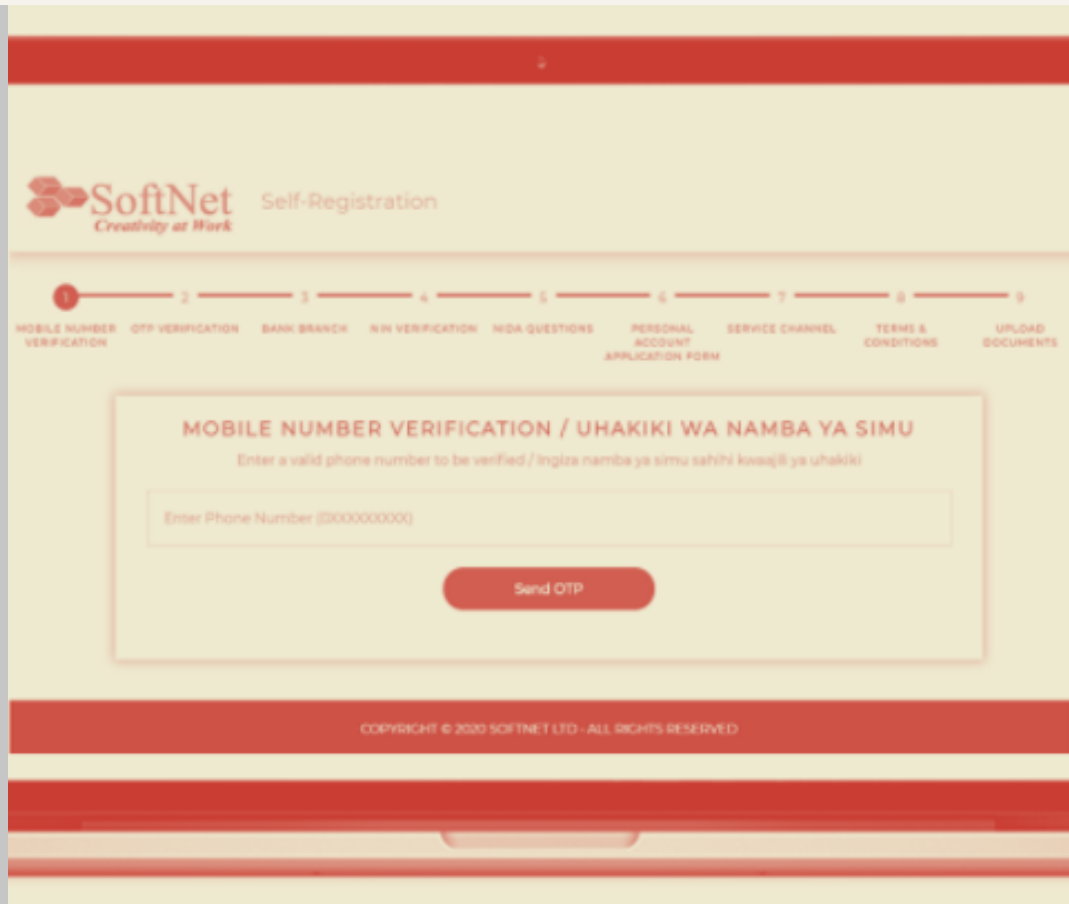 SoftNet
Creativity at Work
Self-Registration
1 2 3 4 5 6 7 8 9
MOBILE NUMBER VERIFICATION
OTP VERIFICATION
BANK BRANCH
NIN VERIFICATION
NIDA QUESTIONS
PERSONAL ACCOUNT APPLICATION FORM
SERVICE CHANNEL
TERMS & CONDITIONS
UPLOAD DOCUMENTS
MOBILE NUMBER VERIFICATION / UHAKIKI WA NAMBA YA SIMU
Enter a valid phone number to be verified / Ingiza namba ya simu sahihi kwaajili ya uhakiki
Enter Phone Number (0XXXXXXXXX)
Send OTP
COPYRIGHT © 2020 SOFTNET LTD - ALL RIGHTS RESERVED